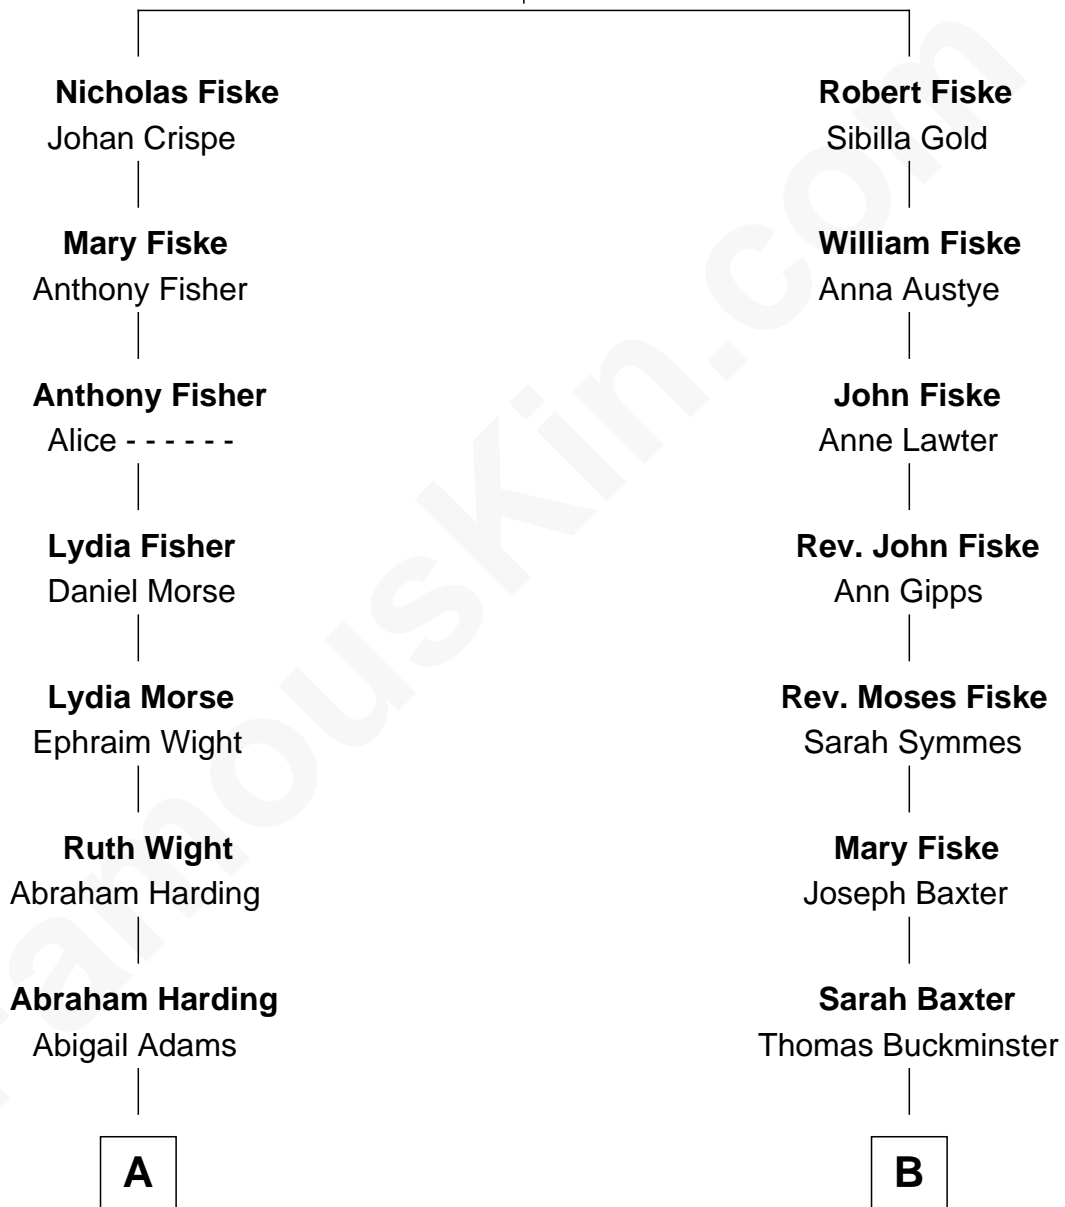 Nicholas Fiske
Johan Crispe
Mary Fiske
Anthony Fisher
Anthony Fisher
Alice - - - - - -
Lydia Fisher
Daniel Morse
Lydia Morse
Ephraim Wight
Ruth Wight
Abraham Harding
Abraham Harding
Abigail Adams
A
Robert Fiske
Sibilla Gold
William Fiske
Anna Austye
John Fiske
Anne Lawter
Rev. John Fiske
Ann Gipps
Rev. Moses Fiske
Sarah Symmes
Mary Fiske
Joseph Baxter
Sarah Baxter
Thomas Buckminster
B
FamousKin.com